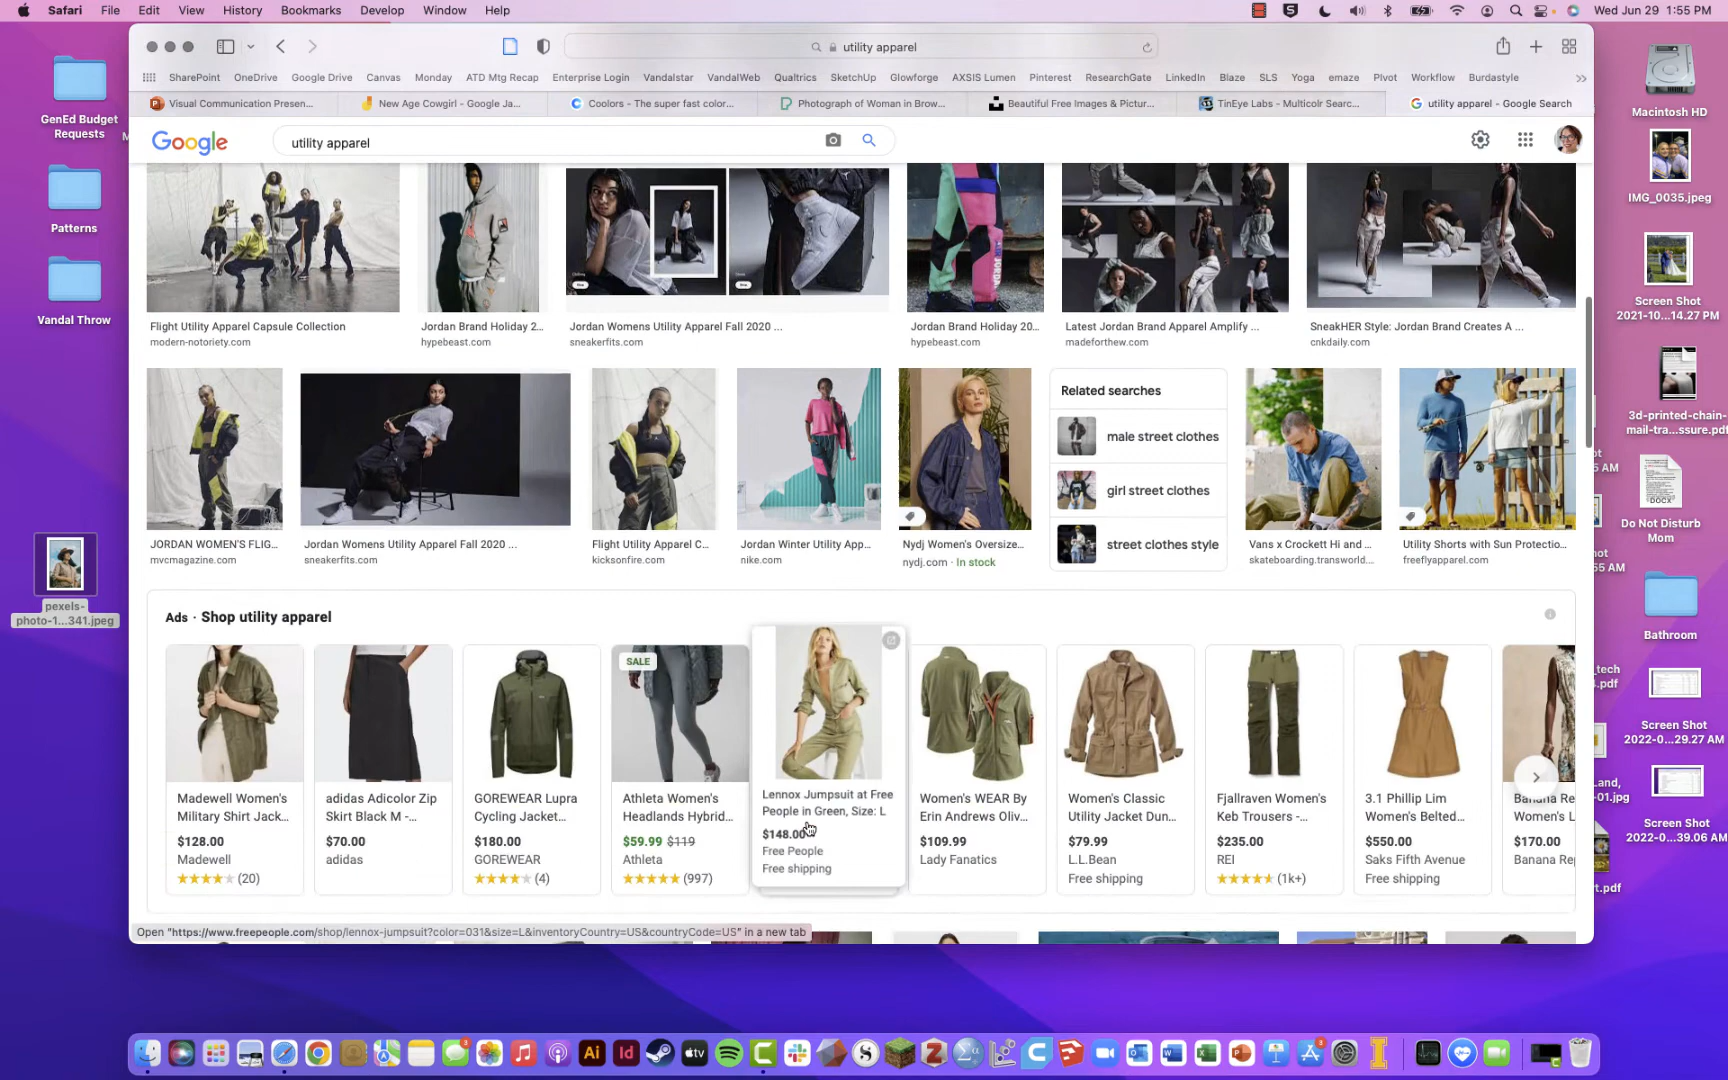 Safari File Edit View History Bookmarks Develop Window Help
Wed Jun 29 1:55 PM
utility apparel
SharePoint OneDrive Google Drive Canvas Monday ATD Mtg Recap Enterprise Login Vandalstar VandalWeb Qualtrics SketchUp Glowforge AXSIS Lumen Pinterest ResearchGate LinkedIn Blaze SLS Yoga emaze Pivot Workflow Burdastyle
Visual Communication Presen... New Age Cowgirl - Google Ja... Coolors - The super fast color... Photograph of Woman in Brow... Beautiful Free Images & Pictur... TinEye Labs - Multicolr Searc... utility apparel - Google Search
Google utility apparel
Flight Utility Apparel Capsule Collection
modern-notoriety.com
Jordan Brand Holiday 2...
hypebeast.com
Jordan Womens Utility Apparel Fall 2020 ...
sneakerfits.com
Jordan Brand Holiday 20...
hypebeast.com
Latest Jordan Brand Apparel Amplify ...
madeforthew.com
SneakHER Style: Jordan Brand Creates A ...
cnkdaily.com
JORDAN WOMEN'S FLIG...
mvcmagazine.com
Jordan Womens Utility Apparel Fall 2020 ...
sneakerfits.com
Flight Utility Apparel C...
kicksonfire.com
Jordan Winter Utility App...
nike.com
Nydj Women's Oversize...
nydj.com · In stock
Related searches
male street clothes
girl street clothes
street clothes style
Vans x Crockett Hi and ...
skateboarding.transworld....
Utility Shorts with Sun Protectio...
freeflyapparel.com
Ads · Shop utility apparel
Madewell Women's
Military Shirt Jack...
$128.00
Madewell
(20)
adidas Adicolor Zip
Skirt Black M -...
$70.00
adidas
GOREWEAR Lupra
Cycling Jacket...
$180.00
GOREWEAR
(4)
SALE
Athleta Women's
Headlands Hybrid...
$59.99 $119
Athleta
(997)
Lennox Jumpsuit at Free
People in Green, Size: L
$148.00
Free People
Free shipping
Women's WEAR By
Erin Andrews Oliv...
$109.99
Lady Fanatics
Women's Classic
Utility Jacket Dun...
$79.99
L.L.Bean
Free shipping
Fjallraven Women's
Keb Trousers -...
$235.00
REI
(1k+)
3.1 Phillip Lim
Women's Belted...
$550.00
Saks Fifth Avenue
Free shipping
Banana Re
Women's L
$170.00
Banana Rep
Open "https://www.freepeople.com/shop/lennox-jumpsuit?color=031&size=L&inventoryCountry=US&countryCode=US" in a new tab
GenEd Budget
Requests
Patterns
Vandal Throw
pexels-
photo-1...341.jpeg
Macintosh HD
IMG_0035.jpeg
Screen Shot
2021-10...14.27 PM
3d-printed-chain-
mail-tra...ssure.pdf
DOCX
Do Not Disturb
Mom
Bathroom
Screen Shot
2022-0...29.27 AM
Screen Shot
2022-0...39.06 AM